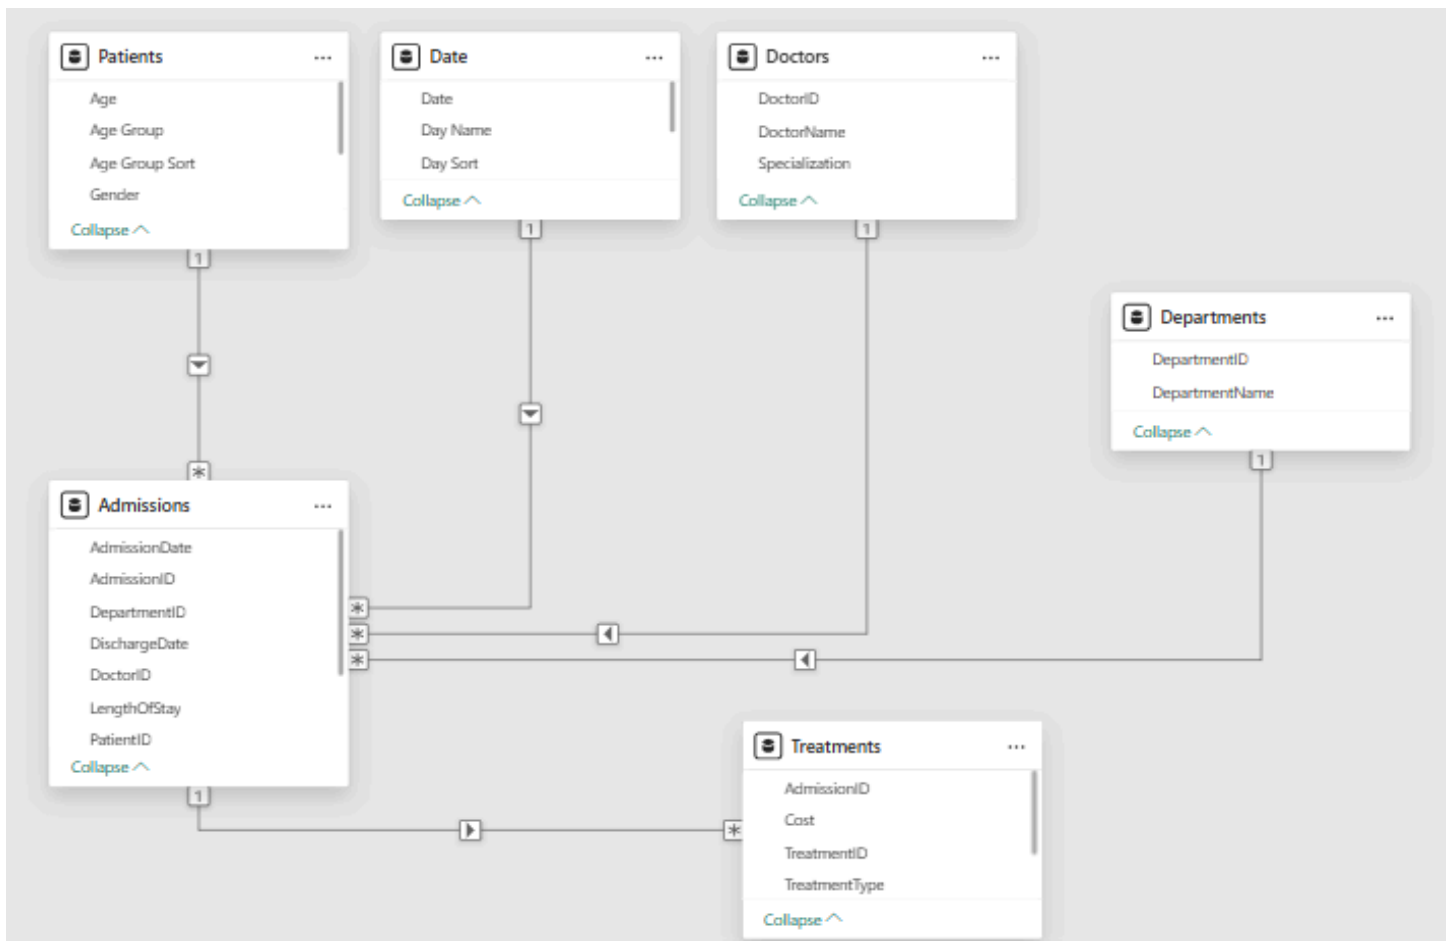 Patients
Age
Age Group
Age Group Sort
Gender
Collapse
1
*
Date
Date
Day Name
Day Sort
Collapse
1
*
Doctors
DoctorID
DoctorName
Specialization
Collapse
1
*
Departments
DepartmentID
DepartmentName
Collapse
1
*
Admissions
AdmissionDate
AdmissionID
DepartmentID
DischargeDate
DoctorID
LengthOfStay
PatientID
Collapse
1
*
Treatments
AdmissionID
Cost
TreatmentID
TreatmentType
Collapse